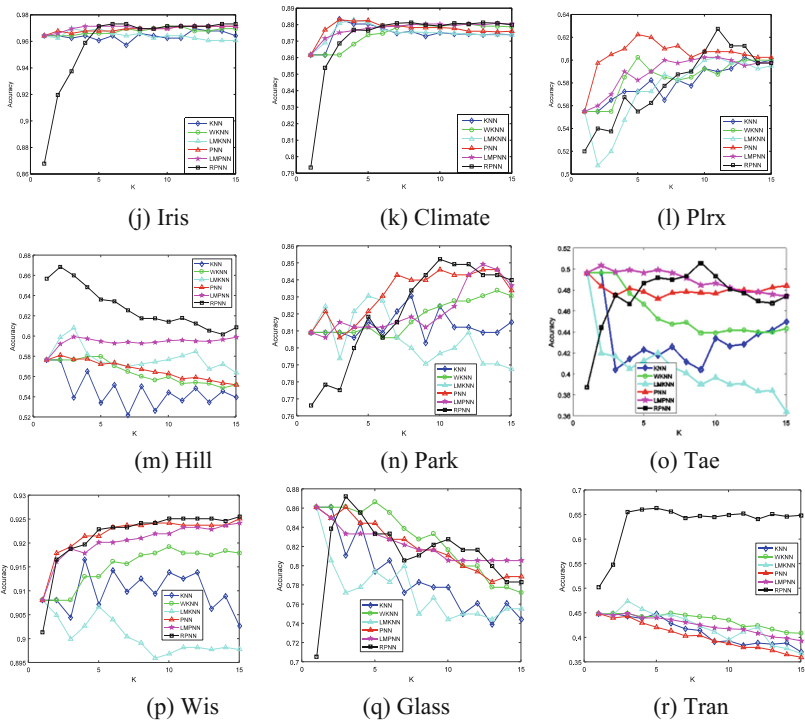 0.98
0.96
0.94
0.92
0.9
0.88
0.86
Accuracy
0 5 10 15
K
KNN
WKNN
LMKNN
PNN
LMPNN
RPNN
(j) Iris
0.9
0.89
0.88
0.87
0.86
0.85
0.84
0.83
0.82
0.81
0.8
0.79
Accuracy
0 5 10 15
K
KNN
WKNN
LMKNN
PNN
LMPNN
RPNN
(k) Climate
0.64
0.62
0.6
0.58
0.56
0.54
0.52
0.5
Accuracy
0 5 10 15
K
KNN
WKNN
LMKNN
PNN
LMPNN
RPNN
(l) Plrx
0.68
0.66
0.64
0.62
0.6
0.58
0.56
0.54
0.52
Accuracy
0 5 10 15
K
KNN
WKNN
LMKNN
PNN
LMPNN
RPNN
(m) Hill
0.86
0.85
0.84
0.83
0.82
0.81
0.8
0.79
0.78
0.77
0.76
Accuracy
0 5 10 15
K
KNN
WKNN
LMKNN
PNN
LMPNN
RPNN
(n) Park
0.52
0.5
0.48
0.46
0.44
0.42
0.4
0.38
0.36
Accuracy
0 5 10 15
K
KNN
WKNN
LMKNN
PNN
LMPNN
RPNN
(o) Tae
0.93
0.925
0.92
0.915
0.91
0.905
0.9
0.895
Accuracy
0 5 10 15
K
KNN
WKNN
LMKNN
PNN
LMPNN
RPNN
(p) Wis
0.88
0.86
0.84
0.82
0.8
0.78
0.76
0.74
0.72
0.7
Accuracy
0 5 10 15
K
KNN
WKNN
LMKNN
PNN
LMPNN
RPNN
(q) Glass
0.7
0.65
0.6
0.55
0.5
0.45
0.4
0.35
Accuracy
0 5 10 15
K
KNN
WKNN
LMKNN
PNN
LMPNN
RPNN
(r) Tran